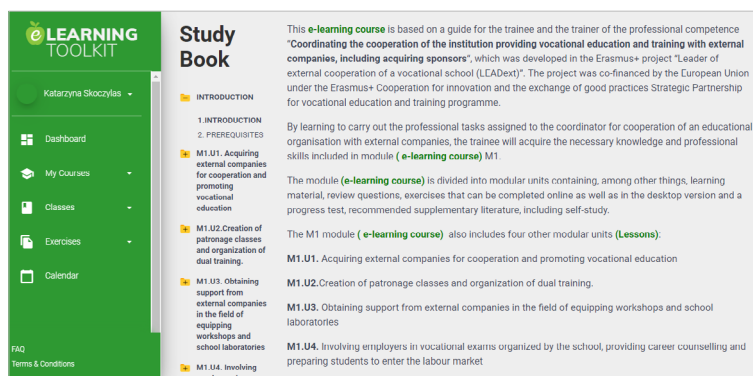 eLEARNING
TOOLKIT
Katarzyna Skoczylas
Dashboard
My Courses
Classes
Exercises
Calendar
FAQ
Terms & Conditions
Study
Book
INTRODUCTION
1.INTRODUCTION
2. PREREQUISITES
M1.U1. Acquiring
external companies
for cooperation and
promoting
vocational
education
M1.U2.Creation of
patronage classes
and organization of
dual training.
M1.U3. Obtaining
support from
external companies
in the field of
equipping
workshops and
school laboratories
M1.U4. Involving
This e-learning course is based on a guide for the trainee and the trainer of the professional competence
"Coordinating the cooperation of the institution providing vocational education and training with external
companies, including acquiring sponsors", which was developed in the Erasmus+ project "Leader of
external cooperation of a vocational school (LEADext)". The project was co-financed by the European Union
under the Erasmus+ Cooperation for innovation and the exchange of good practices Strategic Partnership
for vocational education and training programme.
By learning to carry out the professional tasks assigned to the coordinator for cooperation of an educational
organisation with external companies, the trainee will acquire the necessary knowledge and professional
skills included in module ( e-learning course) M1.
The module (e-learning course) is divided into modular units containing, among other things, learning
material, review questions, exercises that can be completed online as well as in the desktop version and a
progress test, recommended supplementary literature, including self-study.
The M1 module ( e-learning course) also includes four other modular units (Lessons):
M1.U1. Acquiring external companies for cooperation and promoting vocational education
M1.U2.Creation of patronage classes and organization of dual training.
M1.U3. Obtaining support from external companies in the field of equipping workshops and school
laboratories
M1.U4. Involving employers in vocational exams organized by the school, providing career counselling and
preparing students to enter the labour market